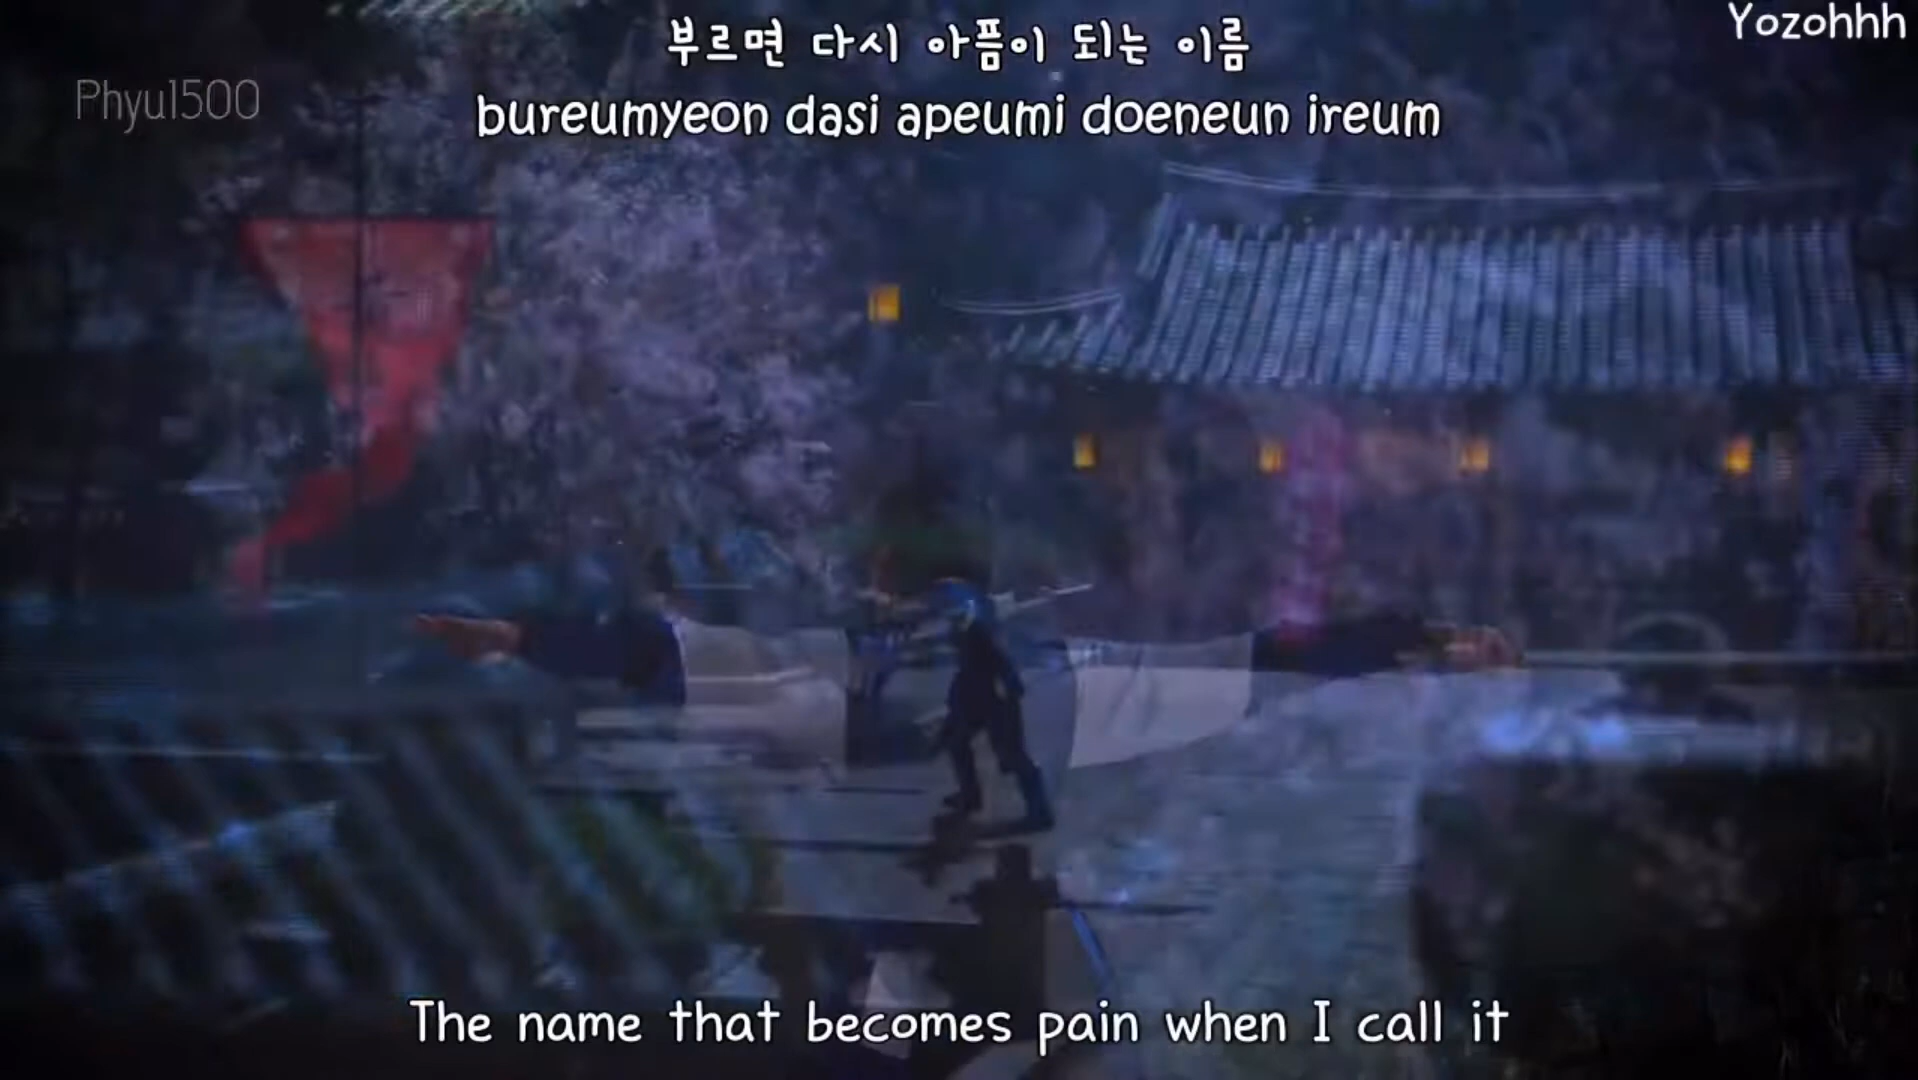 부르면 다시 아픔이 되는 이름
Yozohhh
Phyu1500
bureumyeon dasi apeumi doeneun ireum
The name that becomes pain when I call it